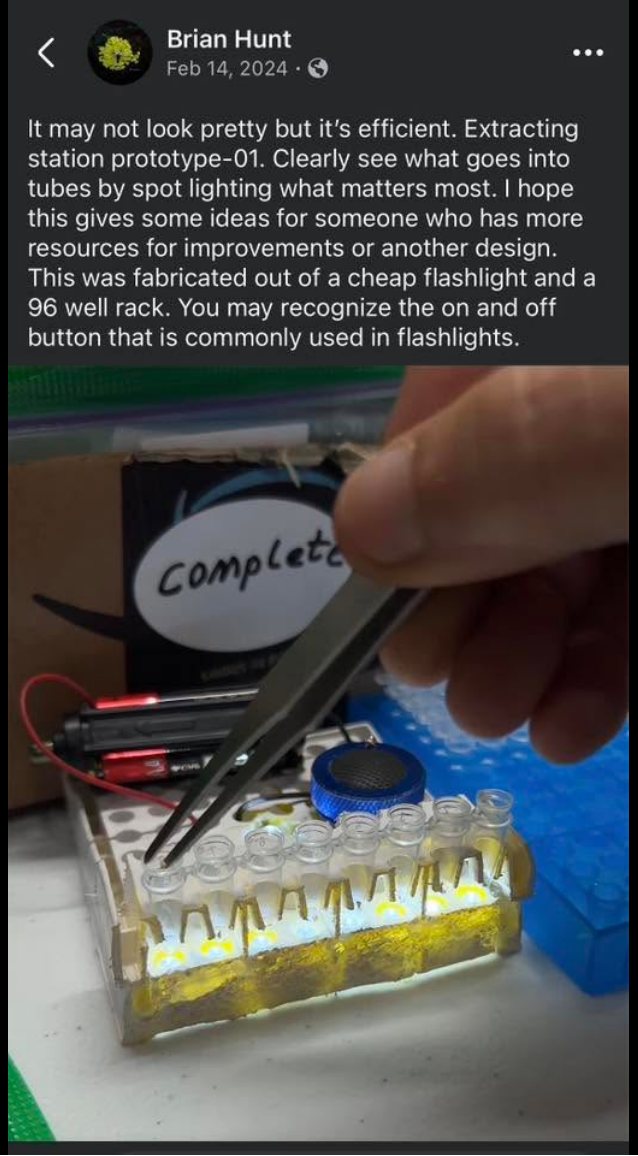 Brian Hunt
Feb 14, 2024 ·
It may not look pretty but it's efficient. Extracting
station prototype-01. Clearly see what goes into
tubes by spot lighting what matters most. I hope
this gives some ideas for someone who has more
resources for improvements or another design.
This was fabricated out of a cheap flashlight and a
96 well rack. You may recognize the on and off
button that is commonly used in flashlights.
Complete